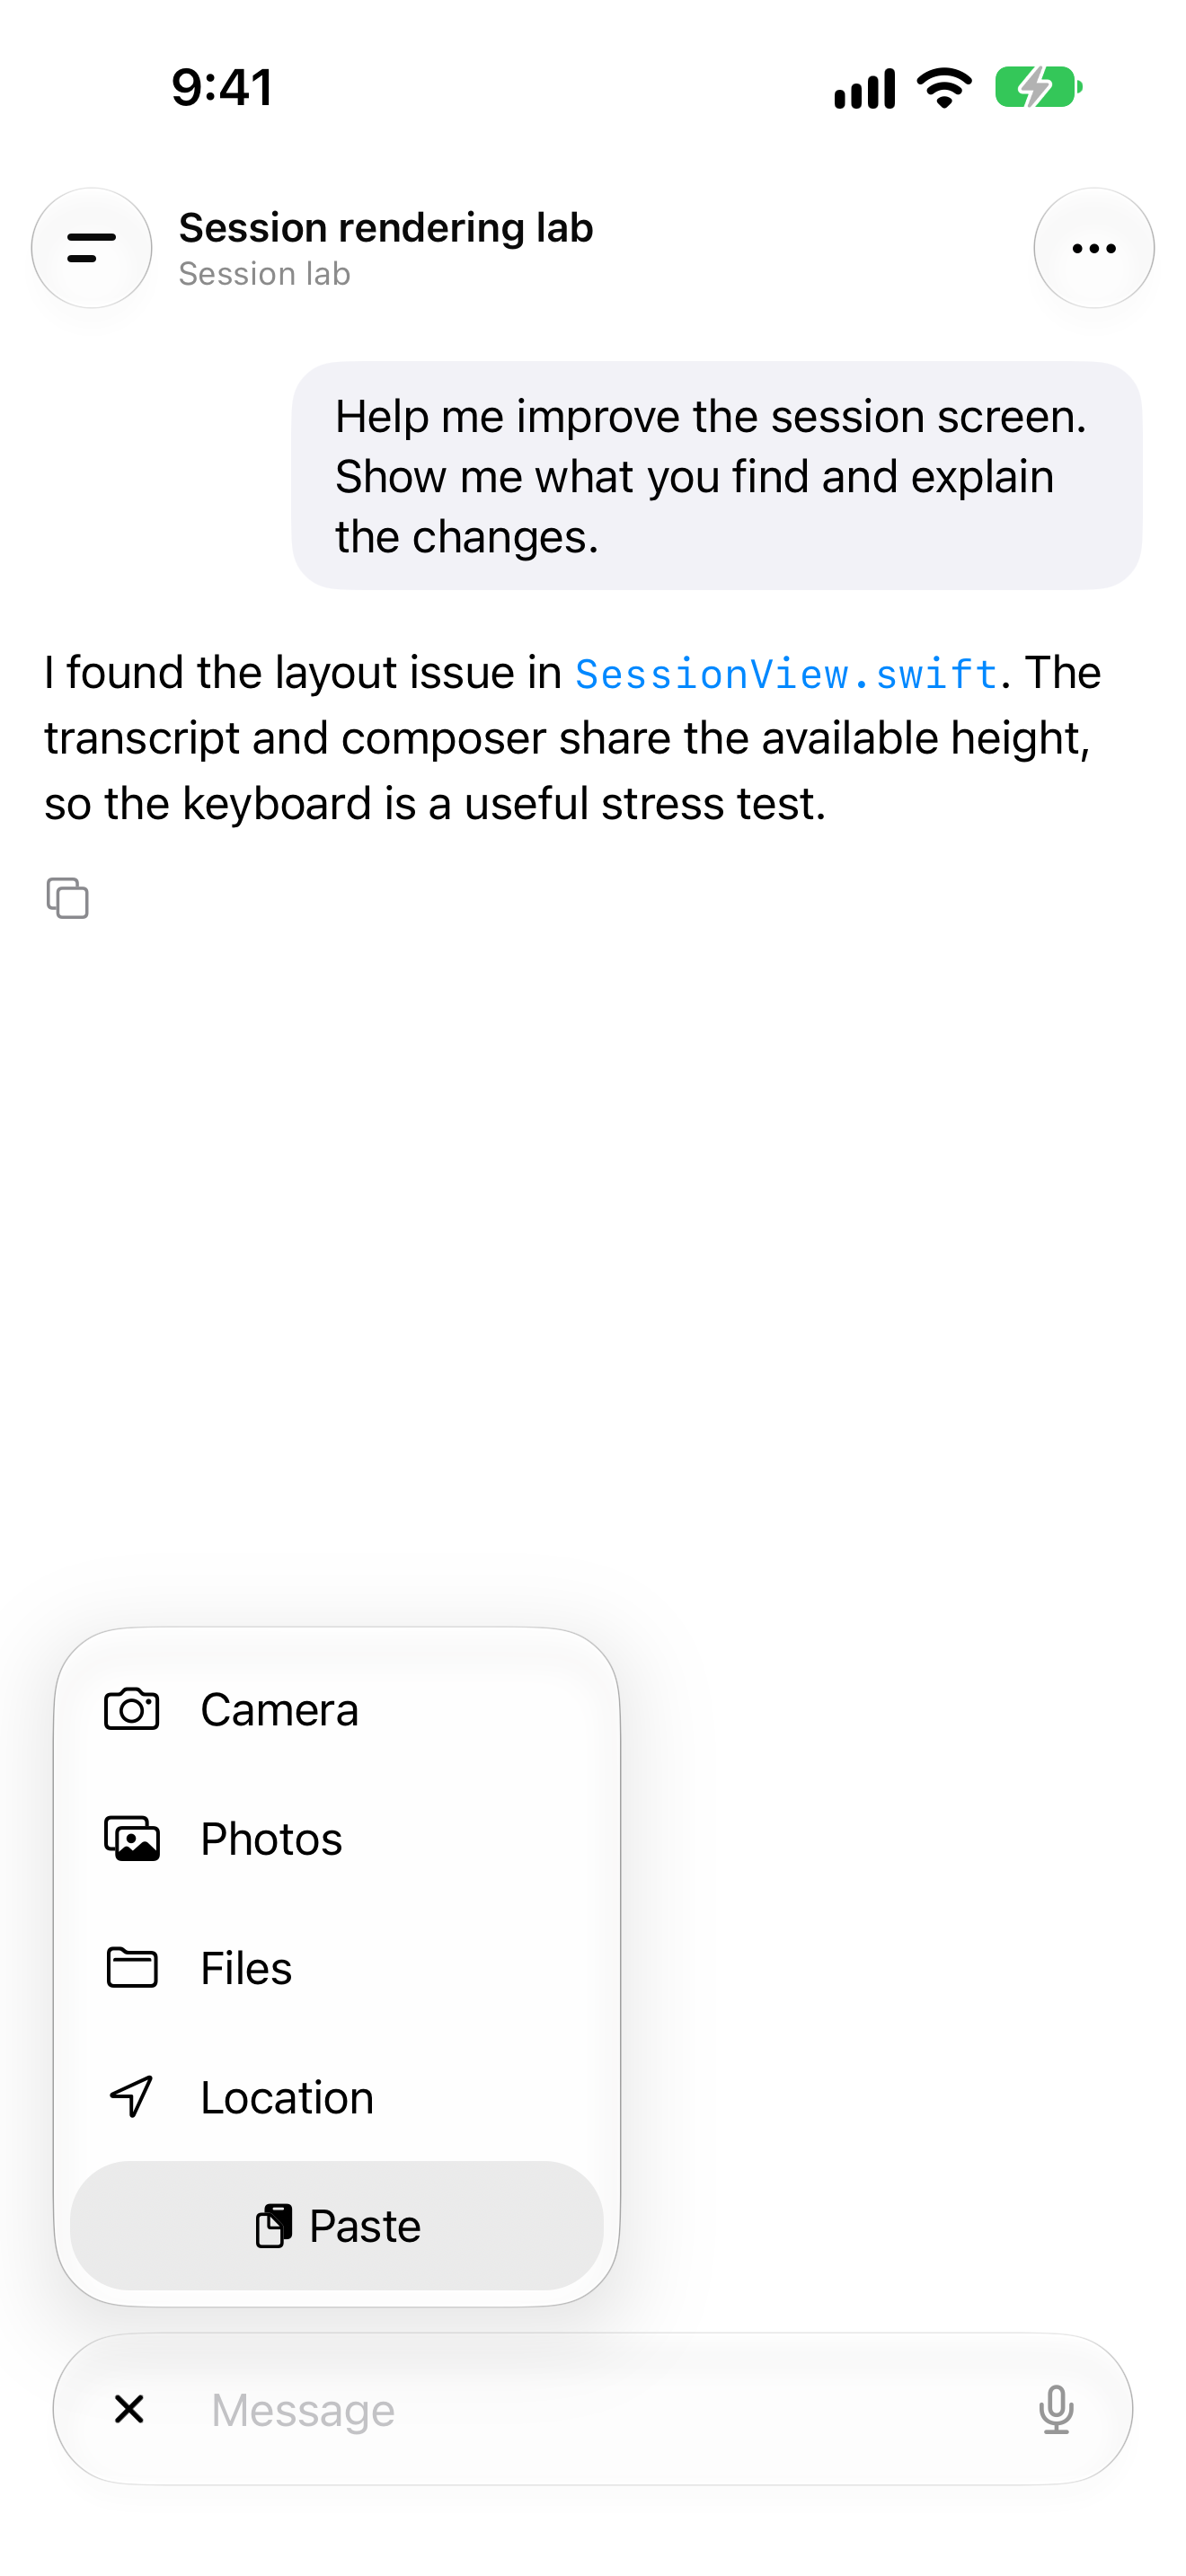 9:41
Session rendering lab
Session lab
Help me improve the session screen.
Show me what you find and explain
the changes.
I found the layout issue in SessionView.swift. The
transcript and composer share the available height,
so the keyboard is a useful stress test.
Camera
Photos
Files
Location
Paste
Message